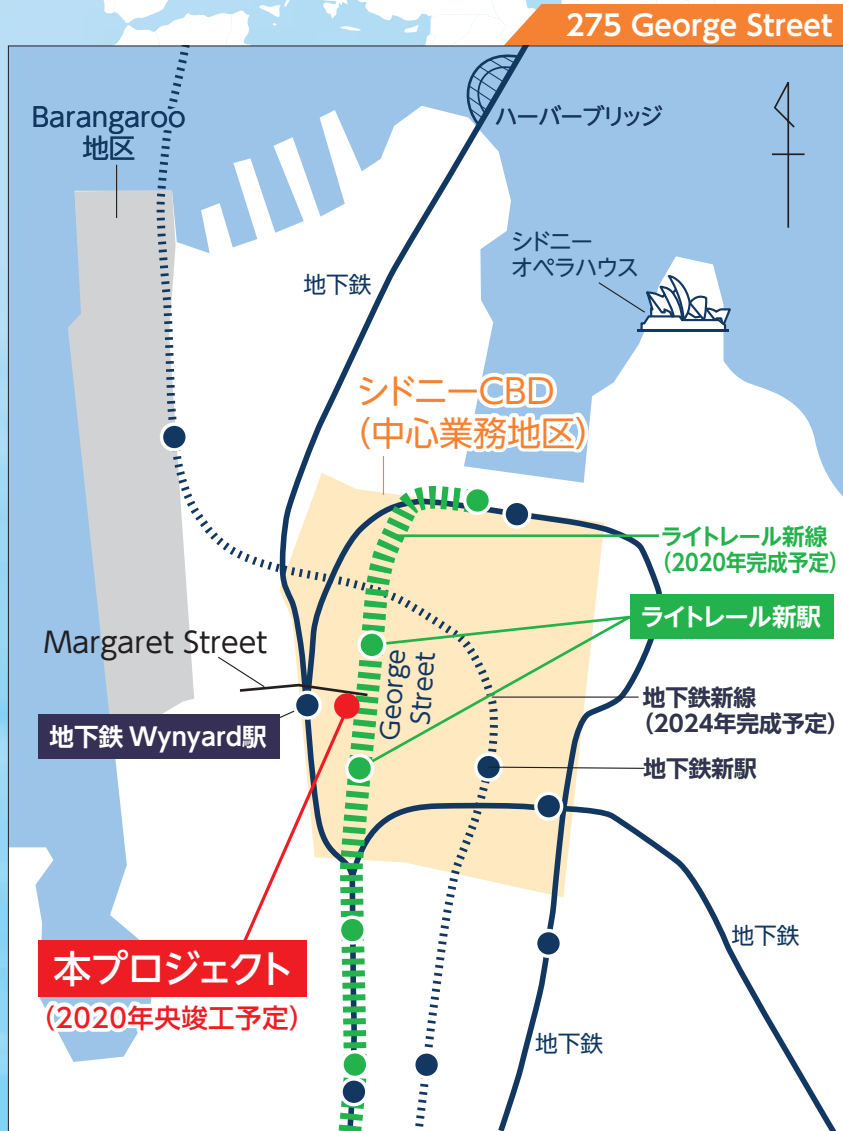 275 George Street
Barangaroo
地区
ハーバーブリッジ
シドニー
オペラハウス
地下鉄
シドニーCBD
（中心業務地区）
ライトレール新線
（2020年完成予定）
ライトレール新駅
Margaret Street
George
Street
地下鉄新線
（2024年完成予定）
地下鉄 Wynyard駅
地下鉄新駅
本プロジェクト
（2020年央竣工予定）
地下鉄
地下鉄